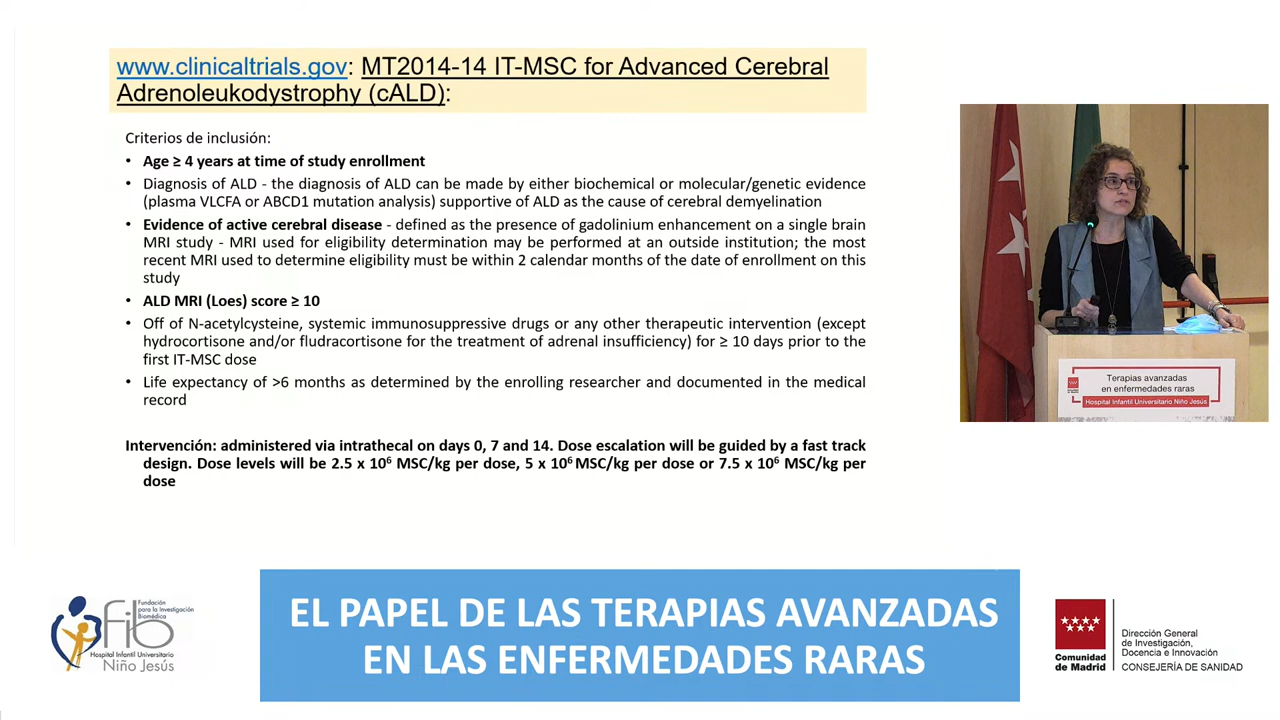 www.clinicaltrials.gov: MT2014-14 IT-MSC for Advanced Cerebral
Adrenoleukodystrophy (cALD):
Criterios de inclusión:
• Age ≥ 4 years at time of study enrollment
• Diagnosis of ALD - the diagnosis of ALD can be made by either biochemical or molecular/genetic evidence
(plasma VLCFA or ABCD1 mutation analysis) supportive of ALD as the cause of cerebral demyelination
• Evidence of active cerebral disease - defined as the presence of gadolinium enhancement on a single brain
MRI study - MRI used for eligibility determination may be performed at an outside institution; the most
recent MRI used to determine eligibility must be within 2 calendar months of the date of enrollment on this
study
• ALD MRI (Loes) score ≥ 10
• Off of N-acetylcysteine, systemic immunosuppressive drugs or any other therapeutic intervention (except
hydrocortisone and/or fludracortisone for the treatment of adrenal insufficiency) for ≥ 10 days prior to the
first IT-MSC dose
• Life expectancy of >6 months as determined by the enrolling researcher and documented in the medical
record
Intervención: administered via intrathecal on days 0, 7 and 14. Dose escalation will be guided by a fast track
design. Dose levels will be 2.5 x 10⁶ MSC/kg per dose, 5 x 10⁶ MSC/kg per dose or 7.5 x 10⁶ MSC/kg per
dose
Terapias avanzadas
en enfermedades raras
Hospital Infantil Universitario Niño Jesús
fib
Fundación
para la Investigación
Biomédica
Hospital Infantil Universitario
Niño Jesús
EL PAPEL DE LAS TERAPIAS AVANZADAS
EN LAS ENFERMEDADES RARAS
Comunidad
de Madrid
Dirección General
de Investigación,
Docencia e Innovación
CONSEJERÍA DE SANIDAD